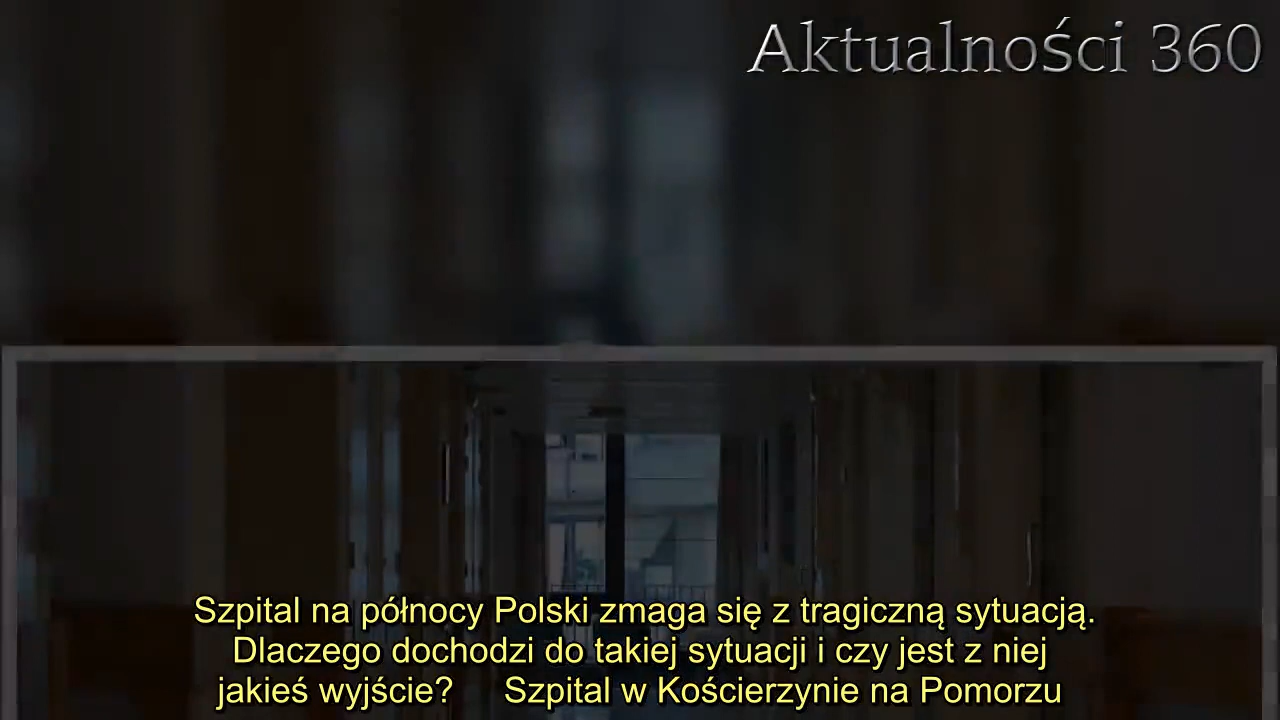 Aktualności 360
Szpital na północy Polski zmaga się z tragiczną sytuacją.
Dlaczego dochodzi do takiej sytuacji i czy jest z niej
jakieś wyjście? Szpital w Kościerzynie na Pomorzu